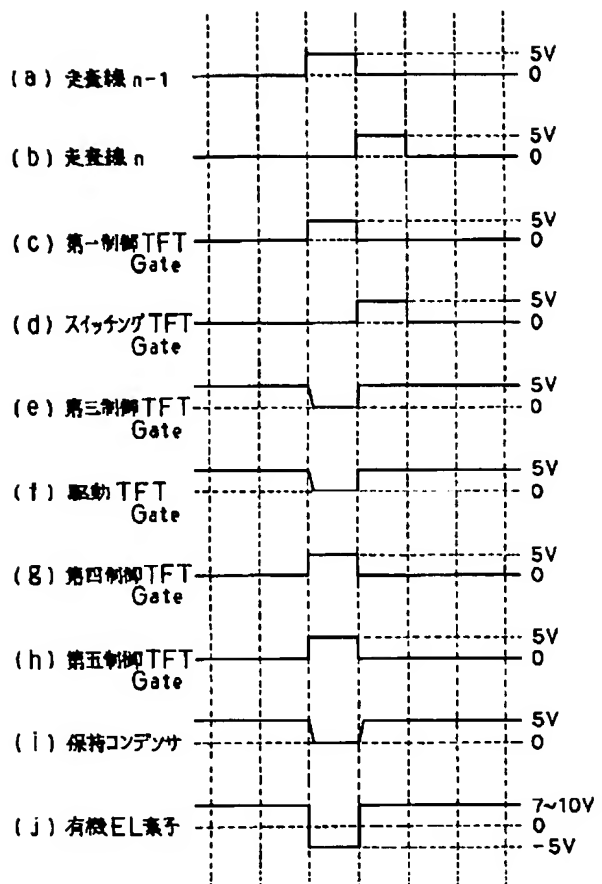 5V
(a) 走査線 n-1
0
5V
(b) 走査線 n
0
5V
(c) 第一制御TFT
0
Gate
5V
(d) スイッチングTFT
0
Gate
5V
(e) 第三制御TFT
0
Gate
5V
(f) 駆動TFT
0
Gate
5V
(g) 第四制御TFT
0
Gate
5V
(h) 第五制御TFT
0
Gate
5V
(i) 保持コンデンサ
0
7~10V
(j) 有機EL素子
0
-5V